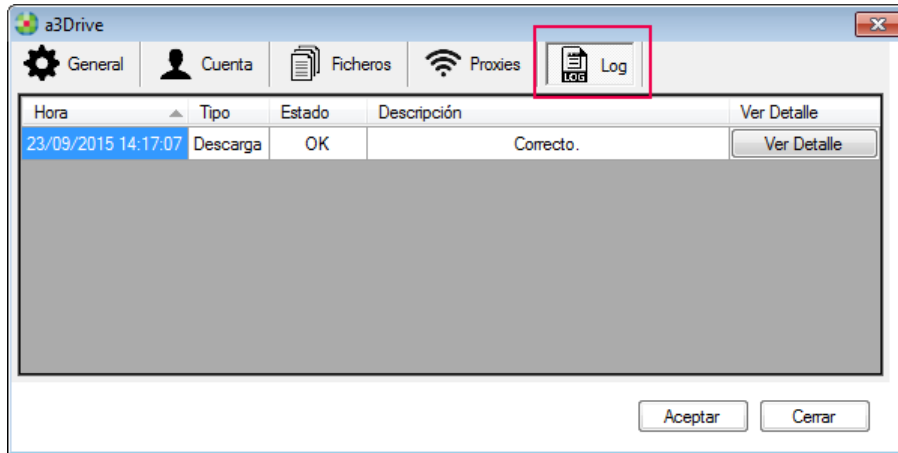 a3Drive
General Cuenta Ficheros Proxies LOG Log
Hora Tipo Estado Descripción Ver Detalle
23/09/2015 14:17:07 Descarga OK Correcto. Ver Detalle
Aceptar Cerrar